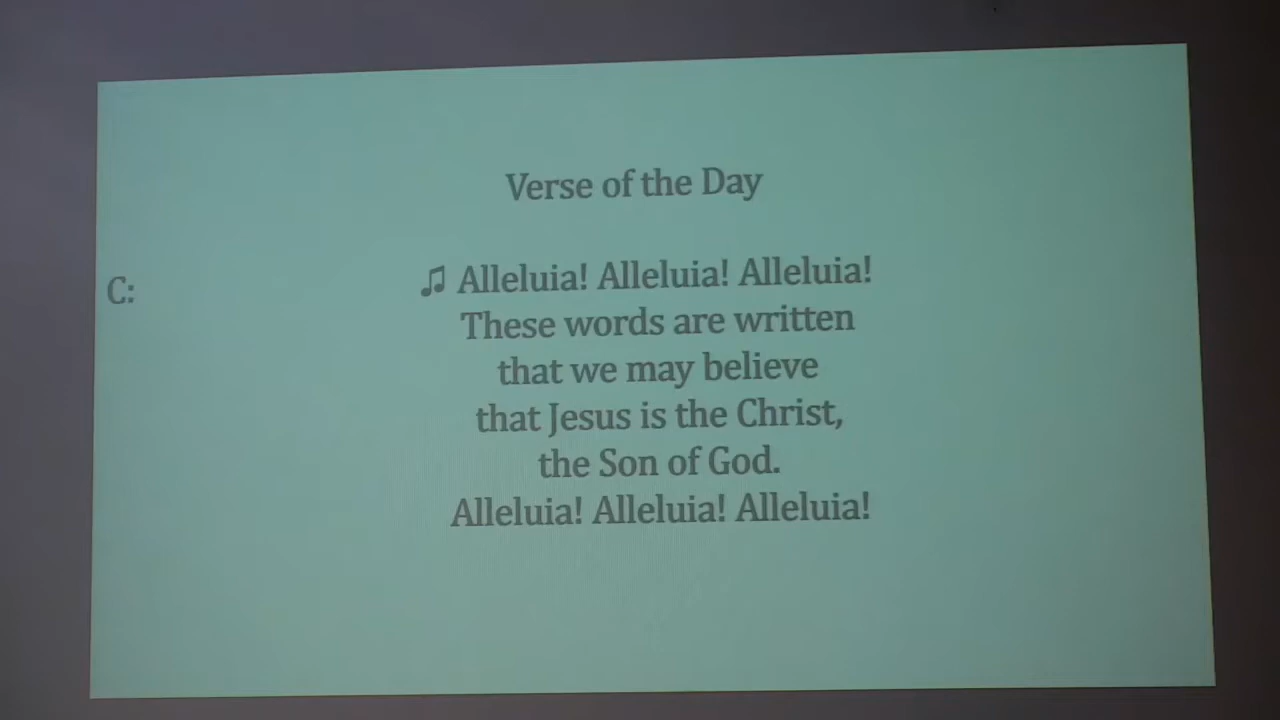 Verse of the Day
C: ♫ Alleluia! Alleluia! Alleluia!
These words are written
that we may believe
that Jesus is the Christ,
the Son of God.
Alleluia! Alleluia! Alleluia!